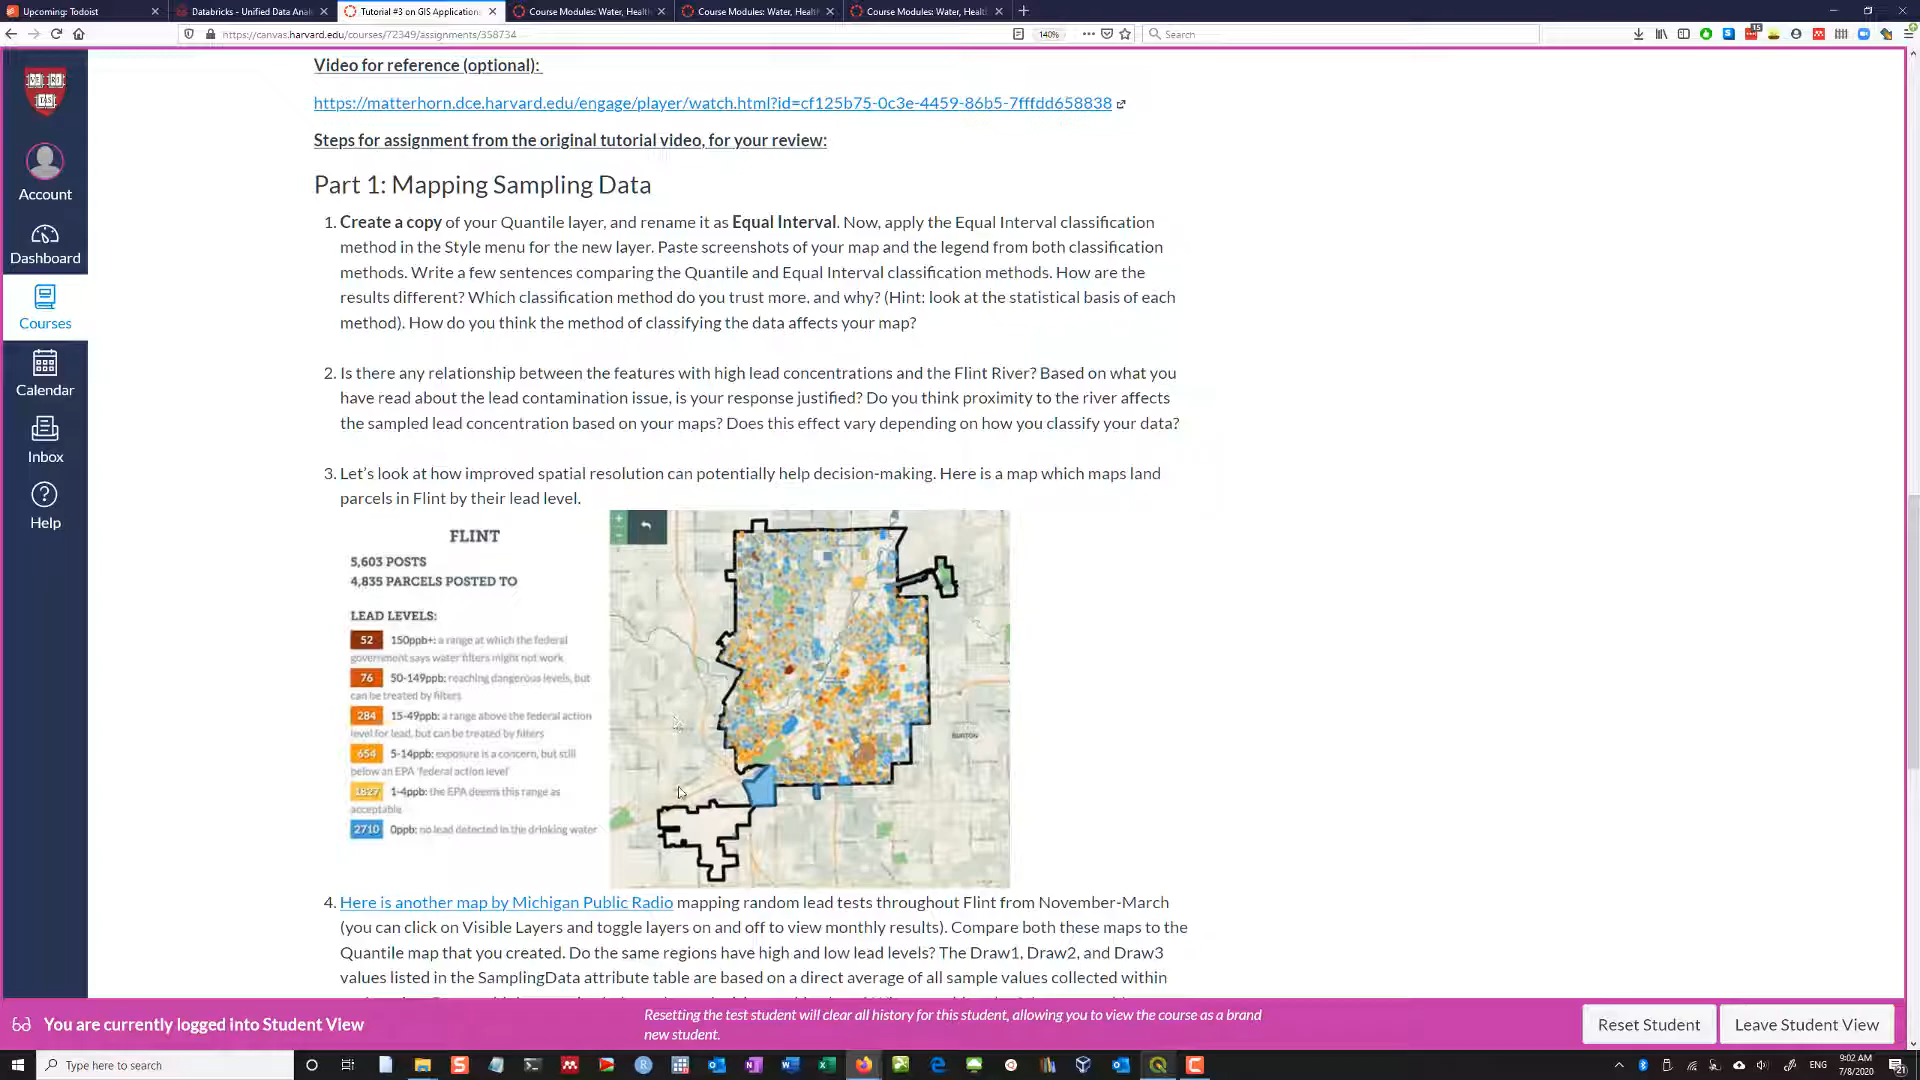 Upcoming: Todoist
Databricks - Unified Data Anal
Tutorial #3 on GIS Applications
Course Modules: Water, Health
Course Modules: Water, Healt
Course Modules: Water, Healt
https://canvas.harvard.edu/courses/72349/assignments/358734
140%
Search
Account
Dashboard
Courses
Calendar
Inbox
Help
Video for reference (optional):
https://matterhorn.dce.harvard.edu/engage/player/watch.html?id=cf125b75-0c3e-4459-86b5-7fffdd658838
Steps for assignment from the original tutorial video, for your review:
Part 1: Mapping Sampling Data
1. Create a copy of your Quantile layer, and rename it as Equal Interval. Now, apply the Equal Interval classification
method in the Style menu for the new layer. Paste screenshots of your map and the legend from both classification
methods. Write a few sentences comparing the Quantile and Equal Interval classification methods. How are the
results different? Which classification method do you trust more, and why? (Hint: look at the statistical basis of each
method). How do you think the method of classifying the data affects your map?
2. Is there any relationship between the features with high lead concentrations and the Flint River? Based on what you
have read about the lead contamination issue, is your response justified? Do you think proximity to the river affects
the sampled lead concentration based on your maps? Does this effect vary depending on how you classify your data?
3. Let's look at how improved spatial resolution can potentially help decision-making. Here is a map which maps land
parcels in Flint by their lead level.
FLINT
5,603 POSTS
4,835 PARCELS POSTED TO
LEAD LEVELS:
52 150ppb+: a range at which the federal
government says water filters might not work
76 50-149ppb: reaching dangerous levels, but
can be treated by filters
284 15-49ppb: a range above the federal action
level for lead, but can be treated by filters
654 5-14ppb: exposure is a concern, but still
below an EPA 'federal action level'
1827 1-4ppb: the EPA deems this range as
acceptable
2710 0ppb: no lead detected in the drinking water
BURTON
4. Here is another map by Michigan Public Radio mapping random lead tests throughout Flint from November-March
(you can click on Visible Layers and toggle layers on and off to view monthly results). Compare both these maps to the
Quantile map that you created. Do the same regions have high and low lead levels? The Draw1, Draw2, and Draw3
values listed in the SamplingData attribute table are based on a direct average of all sample values collected within
You are currently logged into Student View
Resetting the test student will clear all history for this student, allowing you to view the course as a brand
new student.
Reset Student
Leave Student View
Type here to search
ENG
9:02 AM
7/8/2020
21